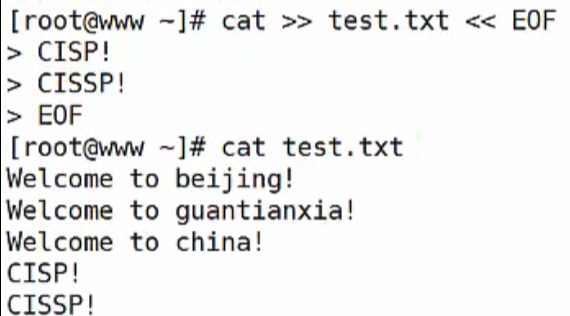 [root@www ~]# cat >> test.txt << EOF
> CISP!
> CISSP!
> EOF
[root@www ~]# cat test.txt
Welcome to beijing!
Welcome to guantianxia!
Welcome to china!
CISP!
CISSP!